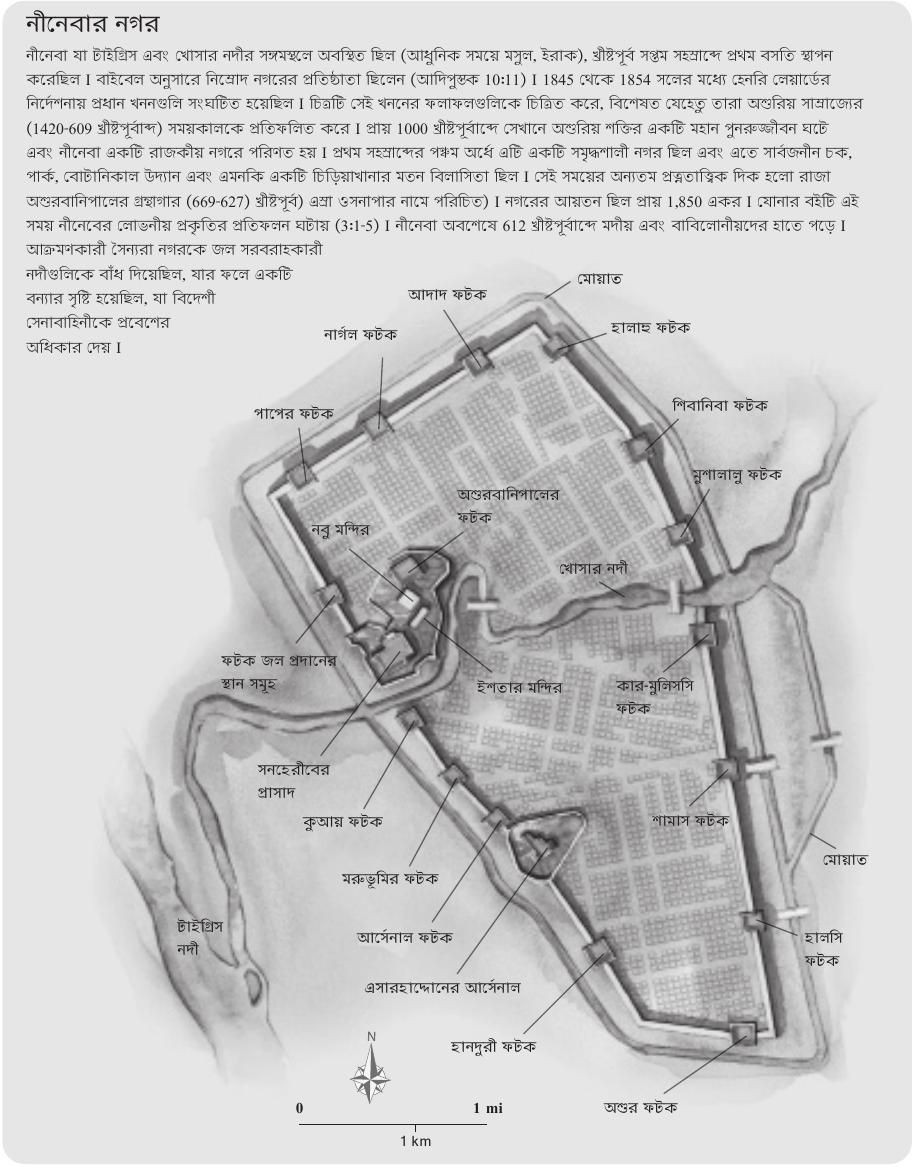 নীনেবার নগর
নীনেবা যা টাইগ্রিস এবং খোসার নদীর সঙ্গমস্থলে অবস্থিত ছিল (আধুনিক সময়ে মসুল, ইরাক), খ্রীষ্টপূর্ব সপ্তম সহস্রাব্দে প্রথম বসতি স্থাপন
করেছিল I বাইবেল অনুসারে নিম্রোদ নগরের প্রতিষ্ঠাতা ছিলেন (আদিপুস্তক 10:11) I 1845 থেকে 1854 সলের মধ্যে হেনরি লেয়ার্ডের
নির্দেশনায় প্রধান খননগুলি সংঘটিত হয়েছিল I চিত্রটি সেই খননের ফলাফলগুলিকে চিত্রিত করে, বিশেষত যেহেতু তারা অশুরিয় সাম্রাজ্যের
(1420-609 খ্রীষ্টপূর্বাব্দ) সময়কালকে প্রতিফলিত করে I প্রায় 1000 খ্রীষ্টপূর্বাব্দে সেখানে অশুরিয় শক্তির একটি মহান পুনরুজ্জীবন ঘটে
এবং নীনেবা একটি রাজকীয় নগরে পরিণত হয় I প্রথম সহস্রাব্দের পঞ্চম অর্ধে এটি একটি সমৃদ্ধশালী নগর ছিল এবং এতে সার্বজনীন চক,
পার্ক, বোটানিকাল উদ্যান এবং এমনকি একটি চিড়িয়াখানার মতন বিলাসিতা ছিল I সেই সময়ের অন্যতম প্রত্নতাত্ত্বিক দিক হলো রাজা
অশুরবানিপালের গ্রন্থাগার (669-627) খ্রীষ্টপূর্ব) এস্রা ওসনাপার নামে পরিচিত) I নগরের আয়তন ছিল প্রায় 1,850 একর I যোনার বইটি এই
সময় নীনেবের লোভনীয় প্রকৃতির প্রতিফলন ঘটায় (3:1-5) I নীনেবা অবশেষে 612 খ্রীষ্টপূর্বাব্দে মদীয় এবং বাবিলোনীয়দের হাতে পড়ে I
আক্রমণকারী সৈন্যরা নগরকে জল সরবরাহকারী
নদীগুলিকে বাঁধ দিয়েছিল, যার ফলে একটি
বন্যার সৃষ্টি হয়েছিল, যা বিদেশী
সেনাবাহিনীকে প্রবেশের
অধিকার দেয় I
মোয়াত
আদাদ ফটক
হালাহু ফটক
নার্গল ফটক
শিবানিবা ফটক
পাপের ফটক
মুশালালু ফটক
অশুরবানিপালের
ফটক
নবু মন্দির
খোসার নদী
ফটক জল প্রদানের
স্থান সমূহ
ইশতার মন্দির
কার-মুলিসসি
ফটক
সনহেরীবের
প্রাসাদ
কুআয় ফটক
শামাস ফটক
মোয়াত
মরুভূমির ফটক
টাইগ্রিস
নদী
আর্সেনাল ফটক
হালসি
ফটক
এসারহাদ্দোনের আর্সেনাল
হানদুরী ফটক
N
অশুর ফটক
0 1 mi
1 km